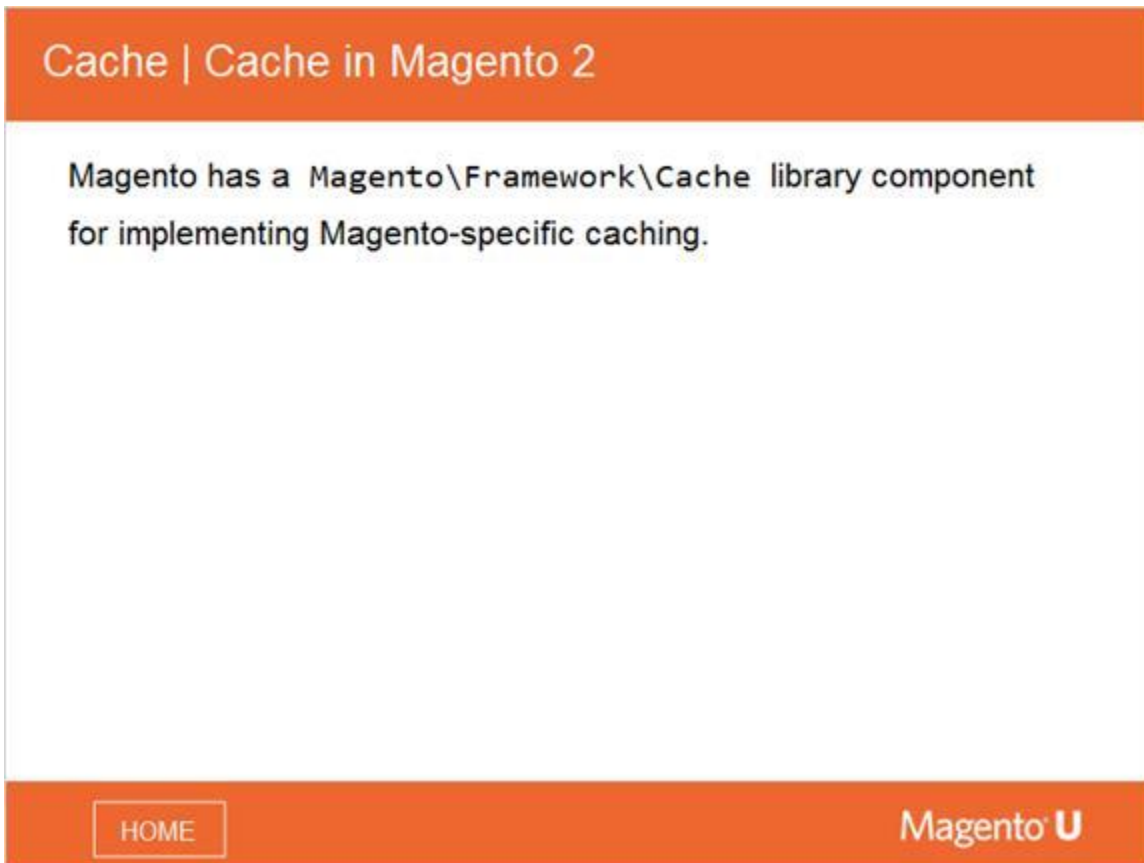 Cache | Cache in Magento 2
Magento has a Magento\Framework\Cache library component
for implementing Magento-specific caching.
HOME
Magento U